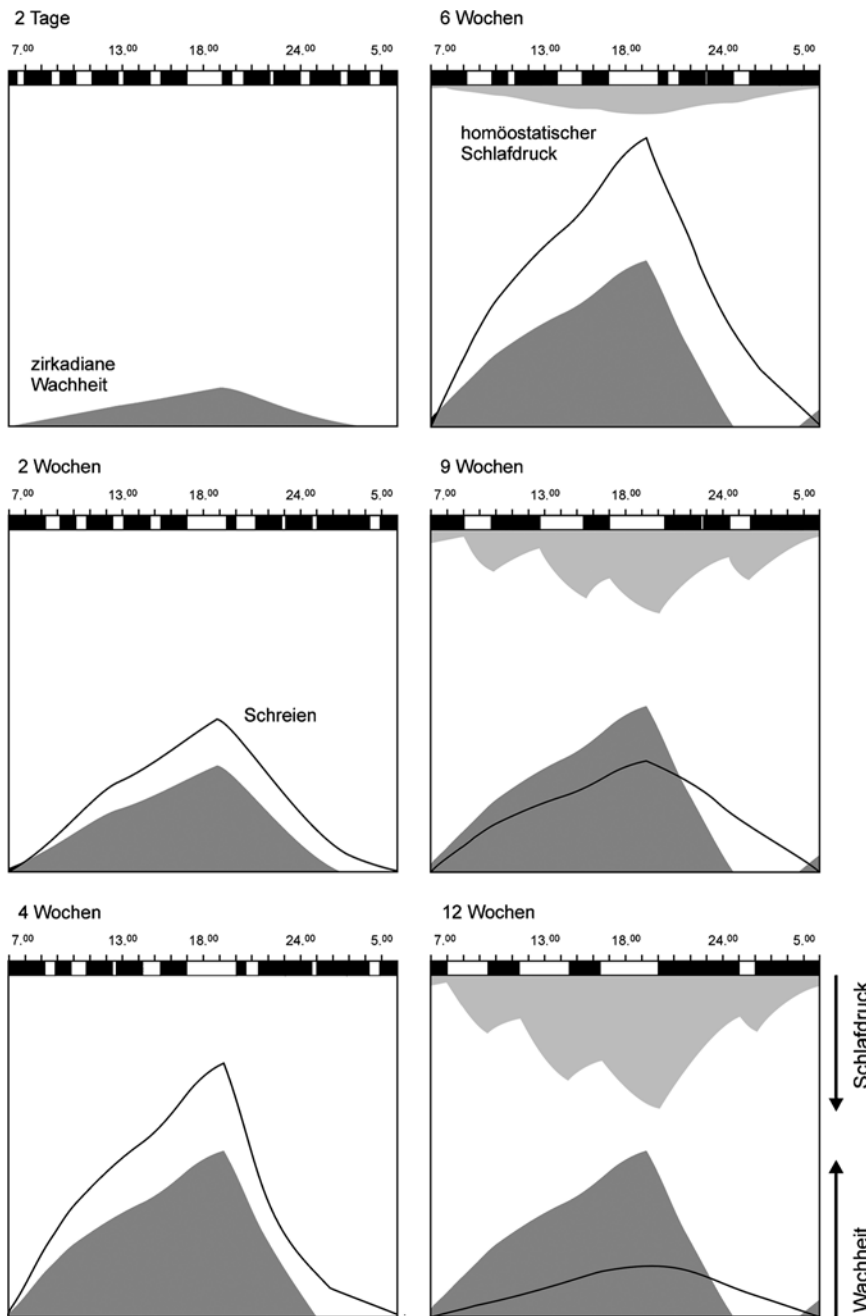 2 Tage
7.00 13.00 18.00 24.00 5.00
zirkadiane
Wachheit
6 Wochen
7.00 13.00 18.00 24.00 5.00
homöostatischer
Schlafdruck
2 Wochen
7.00 13.00 18.00 24.00 5.00
Schreien
9 Wochen
7.00 13.00 18.00 24.00 5.00
4 Wochen
7.00 13.00 18.00 24.00 5.00
12 Wochen
7.00 13.00 18.00 24.00 5.00
Schlafdruck
Wachheit